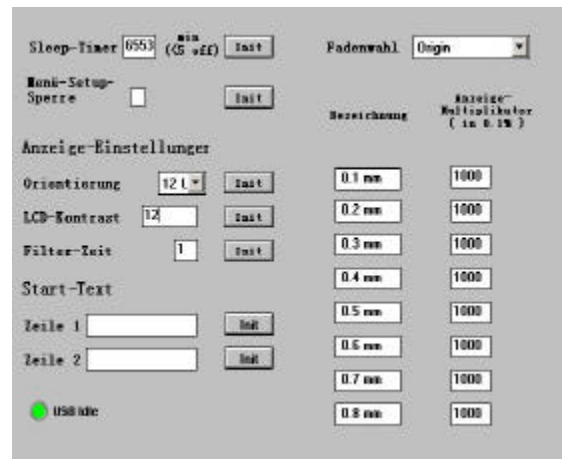 Sleep-Timer 6553 min (<5 off) Init
Menü-Setup-
Sperre Init
Anzeige-Einstellungen
Orientierung 12 L Init
LCD-Kontrast 12 Init
Filter-Zeit 1 Init
Start-Text
Zeile 1 Init
Zeile 2 Init
USB Idle
Fadenwahl Origin
Bezeichnung
Anzeige-
Multiplikator
( in 0.1% )
0.1 mm 1000
0.2 mm 1000
0.3 mm 1000
0.4 mm 1000
0.5 mm 1000
0.6 mm 1000
0.7 mm 1000
0.8 mm 1000